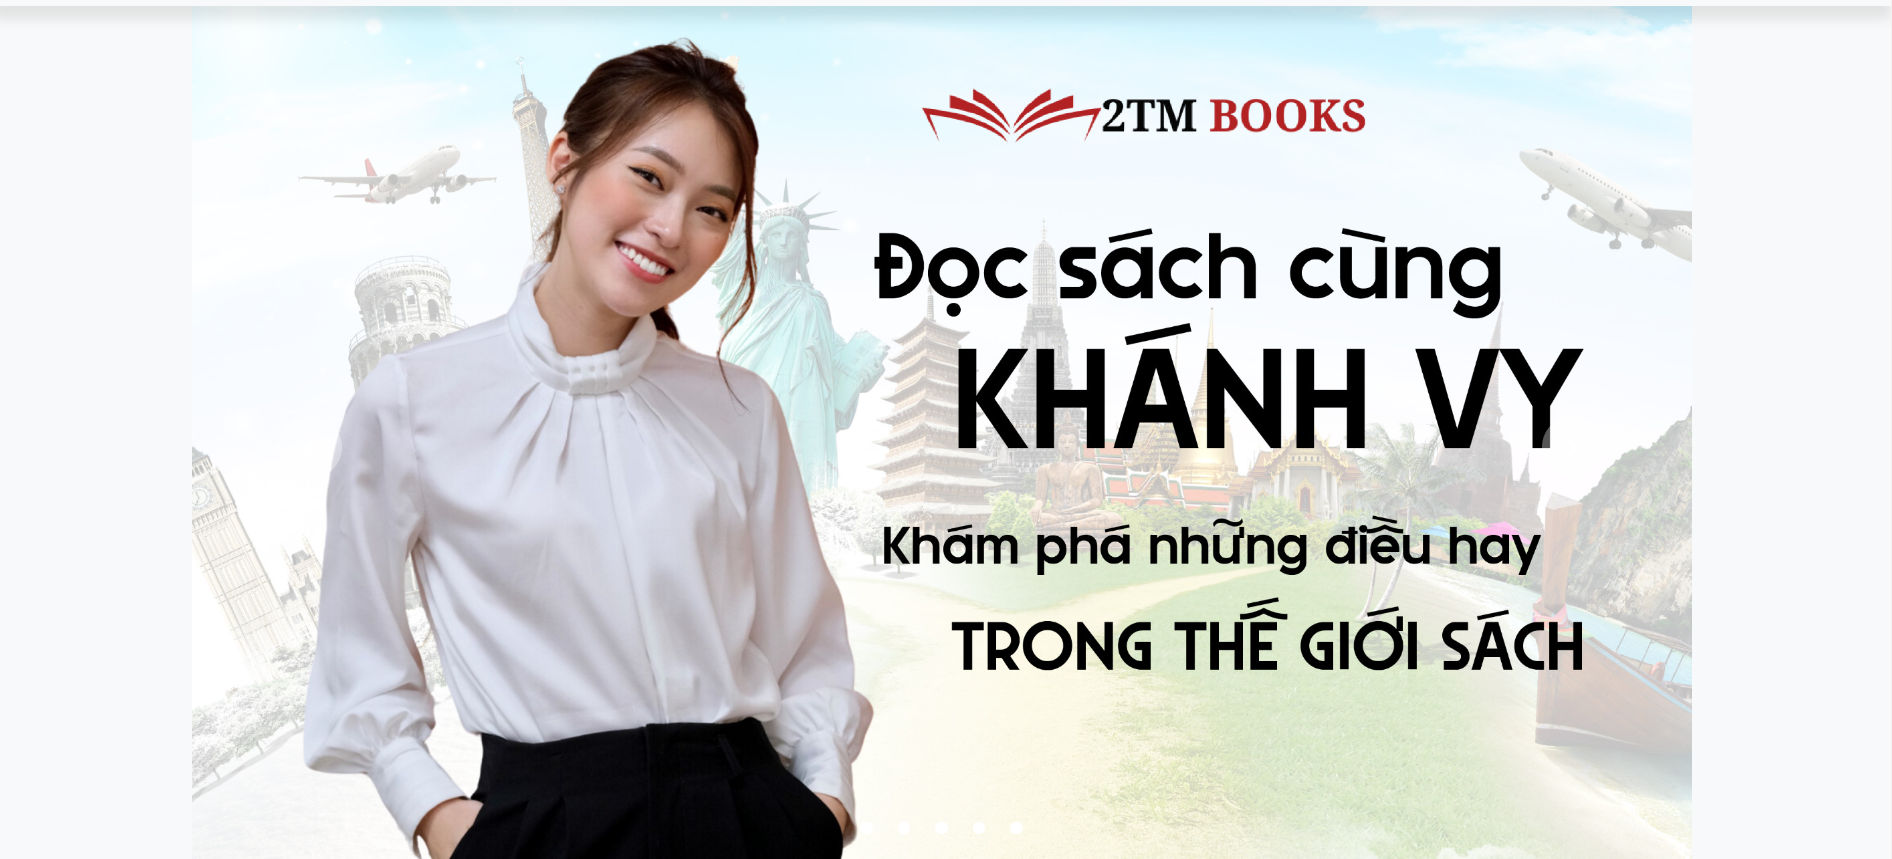 2TM BOOKS
Đọc sách cùng
KHÁNH VY
Khám phá những điều hay
TRONG THẾ GIỚI SÁCH